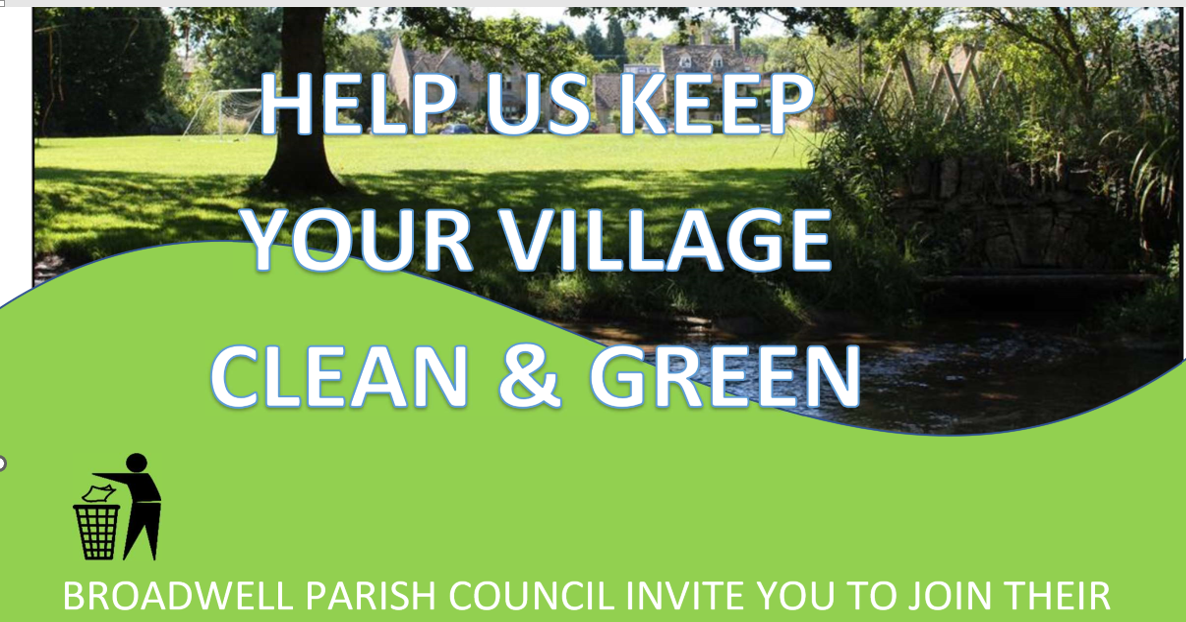 HELP US KEEP
YOUR VILLAGE
CLEAN & GREEN
BROADWELL PARISH COUNCIL INVITE YOU TO JOIN THEIR